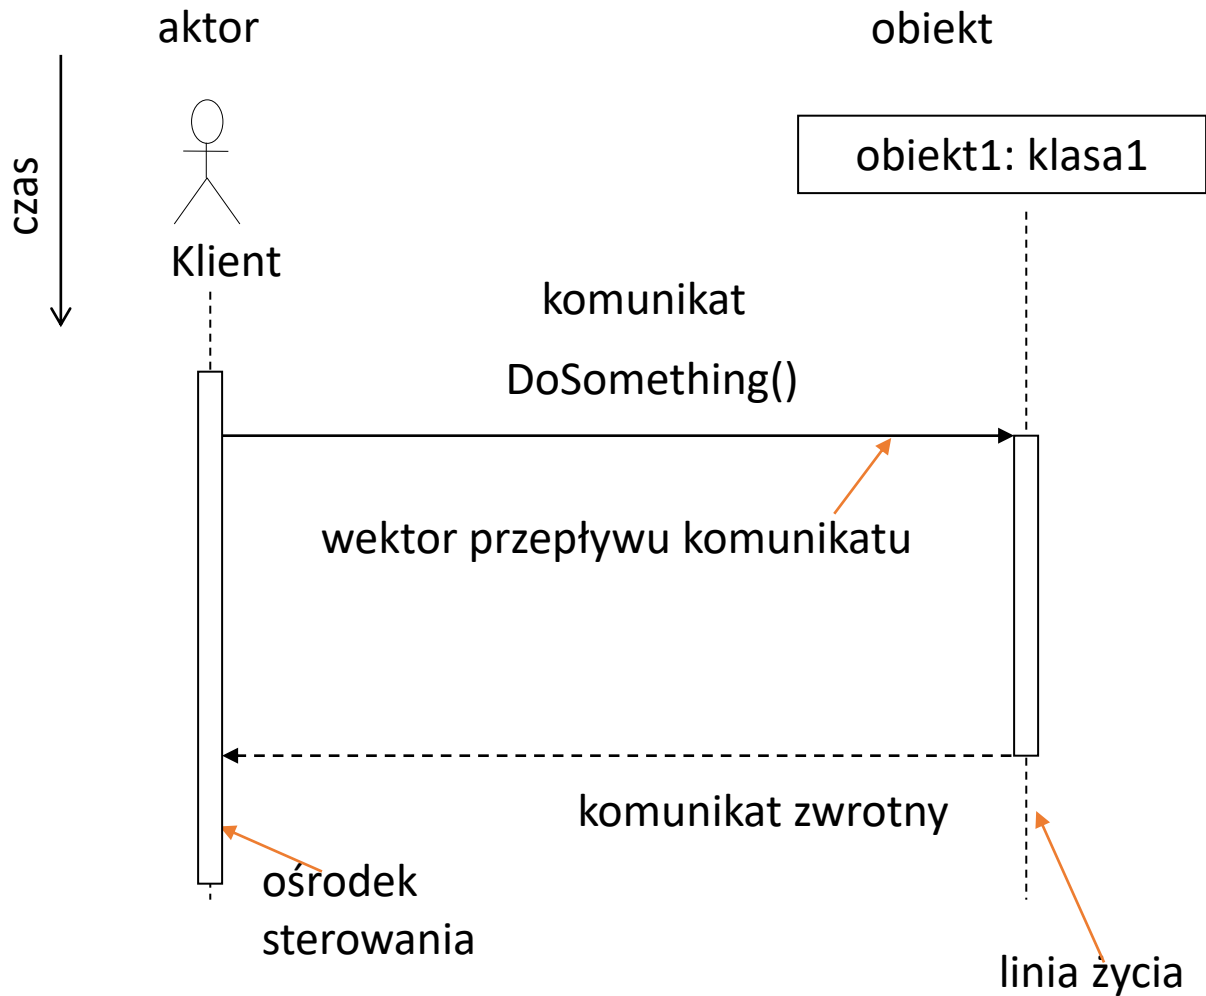 aktor
obiekt
czas
obiekt1: klasa1
Klient
komunikat
DoSomething()
wektor przepływu komunikatu
komunikat zwrotny
ośrodek
sterowania
linia życia